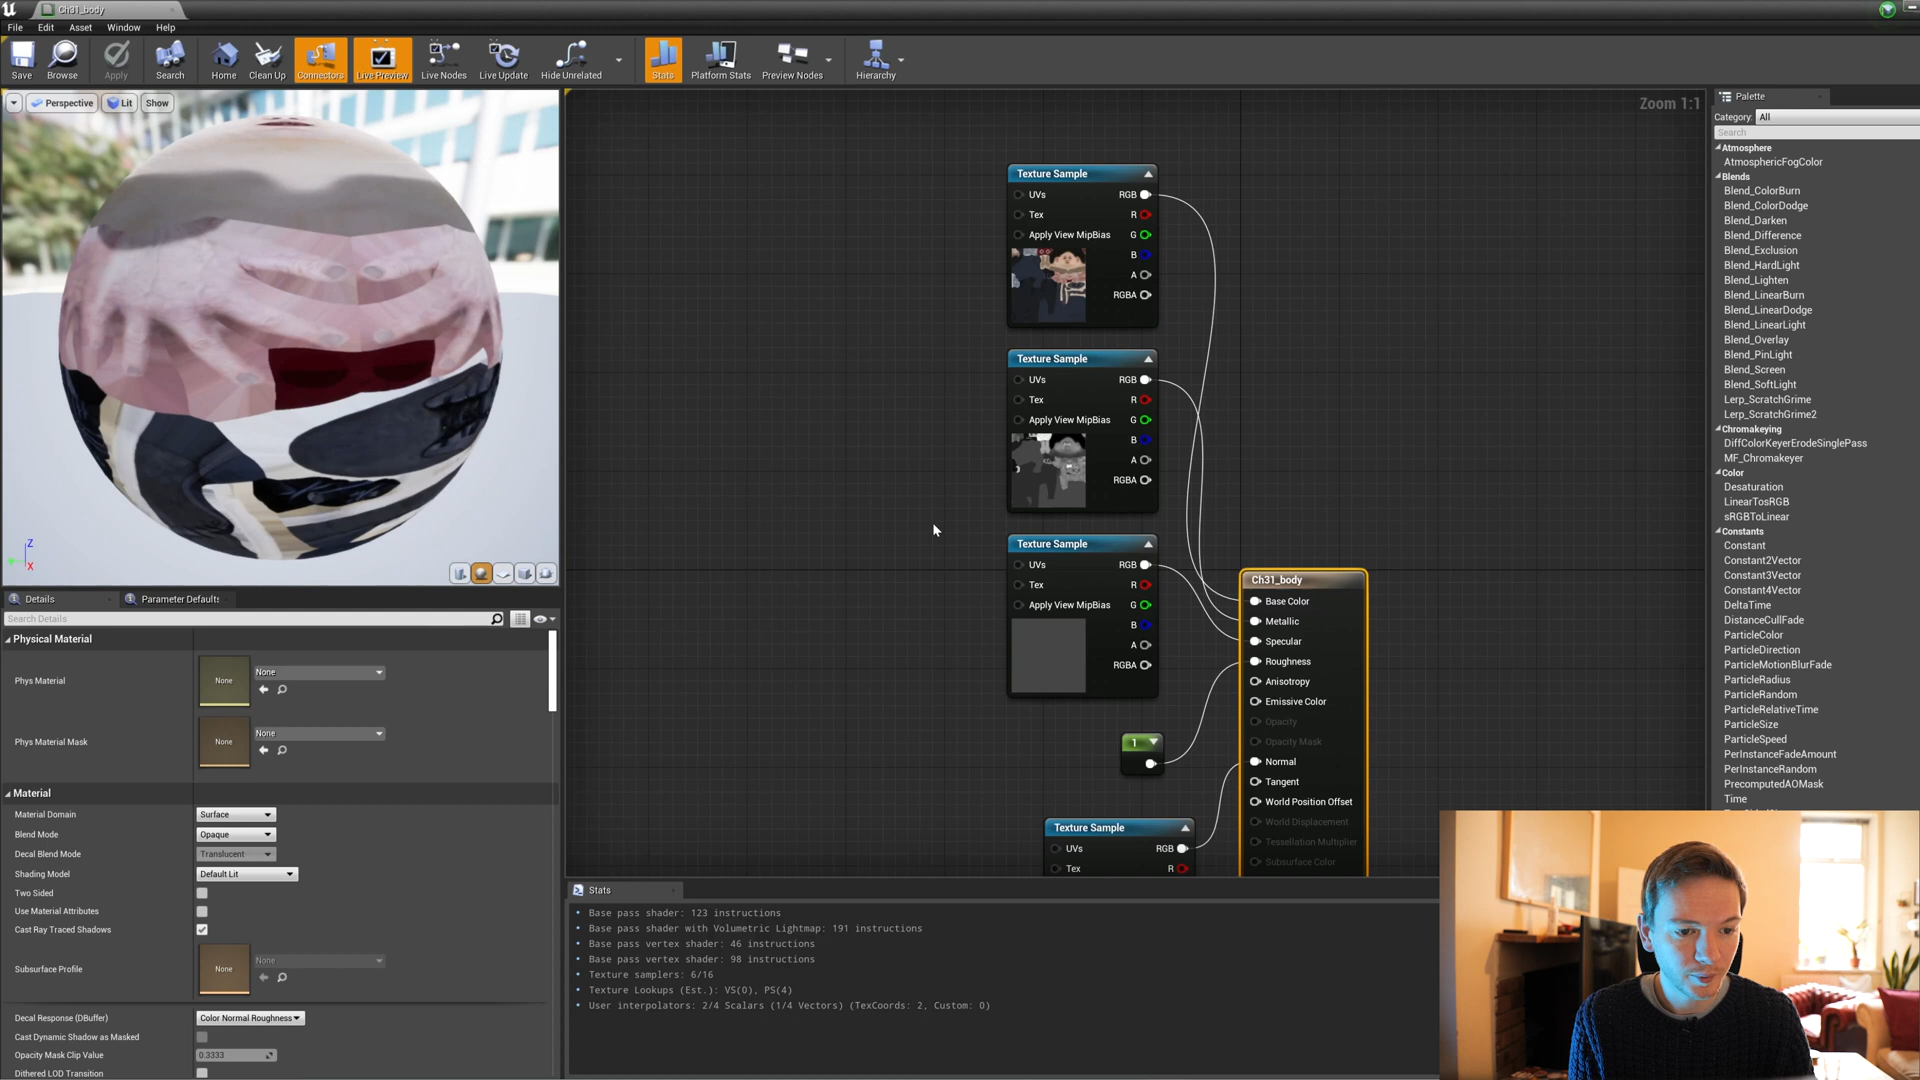 Ch31_body
File Edit Asset Window Help
Save Browse Apply Search Home Clean Up Connectors Live Preview Live Nodes Live Update Hide Unrelated Stats Platform Stats Preview Nodes Hierarchy
Perspective Lit Show
Zoom 1:1
Z
X
Texture Sample
UVs RGB
Tex R
Apply View MipBias G
B
A
RGBA
Texture Sample
UVs RGB
Tex R
Apply View MipBias G
B
A
RGBA
Texture Sample
UVs RGB
Tex R
Apply View MipBias G
B
A
RGBA
1
Texture Sample
UVs RGB
Tex R
Ch31_body
Base Color
Metallic
Specular
Roughness
Anisotropy
Emissive Color
Opacity
Opacity Mask
Normal
Tangent
World Position Offset
World Displacement
Tessellation Multiplier
Subsurface Color
Palette
Category: All
Search
Atmosphere
AtmosphericFogColor
Blends
Blend_ColorBurn
Blend_ColorDodge
Blend_Darken
Blend_Difference
Blend_Exclusion
Blend_HardLight
Blend_Lighten
Blend_LinearBurn
Blend_LinearDodge
Blend_LinearLight
Blend_Overlay
Blend_PinLight
Blend_Screen
Blend_SoftLight
Lerp_ScratchGrime
Lerp_ScratchGrime2
Chromakeying
DiffColorKeyerErodeSinglePass
MF_Chromakeyer
Color
Desaturation
LinearTosRGB
sRGBToLinear
Constants
Constant
Constant2Vector
Constant3Vector
Constant4Vector
DeltaTime
DistanceCullFade
ParticleColor
ParticleDirection
ParticleMotionBlurFade
ParticleRadius
ParticleRandom
ParticleRelativeTime
ParticleSize
ParticleSpeed
PerInstanceFadeAmount
PerInstanceRandom
PrecomputedAOMask
Time
Details Parameter Defaults
Search Details
Physical Material
Phys Material None None
Phys Material Mask None None
Material
Material Domain Surface
Blend Mode Opaque
Decal Blend Mode Translucent
Shading Model Default Lit
Two Sided
Use Material Attributes
Cast Ray Traced Shadows
Subsurface Profile None None
Decal Response (DBuffer) Color Normal Roughness
Cast Dynamic Shadow as Masked
Opacity Mask Clip Value 0.3333
Dithered LOD Transition
Stats
Base pass shader: 123 instructions
Base pass shader with Volumetric Lightmap: 191 instructions
Base pass vertex shader: 46 instructions
Base pass vertex shader: 98 instructions
Texture samplers: 6/16
Texture Lookups (Est.): VS(0), PS(4)
User interpolators: 2/4 Scalars (1/4 Vectors) (TexCoords: 2, Custom: 0)